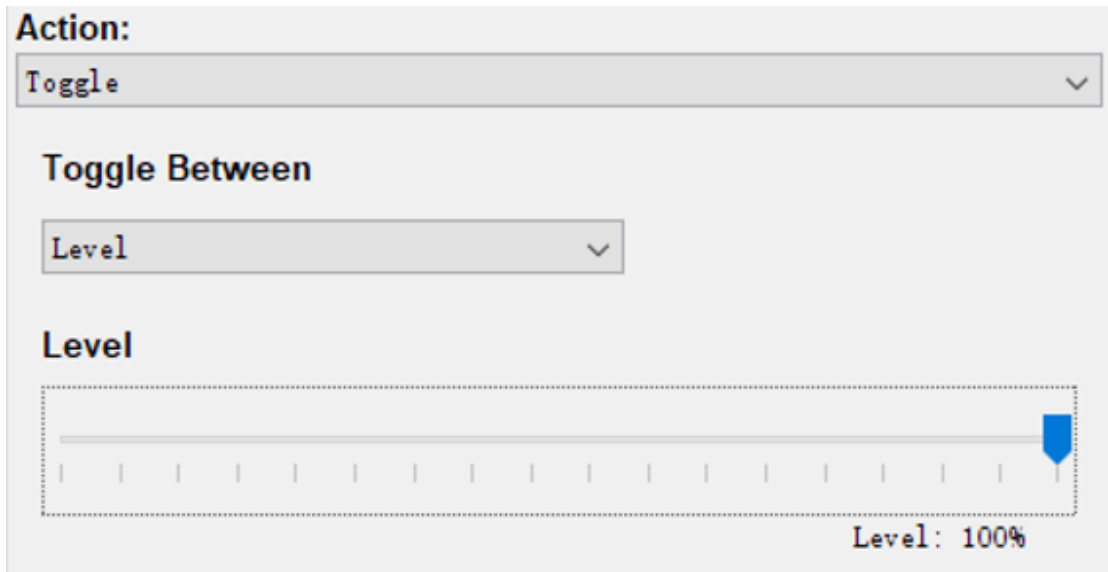 Action:
Toggle
Toggle Between
Level
Level
Level: 100%